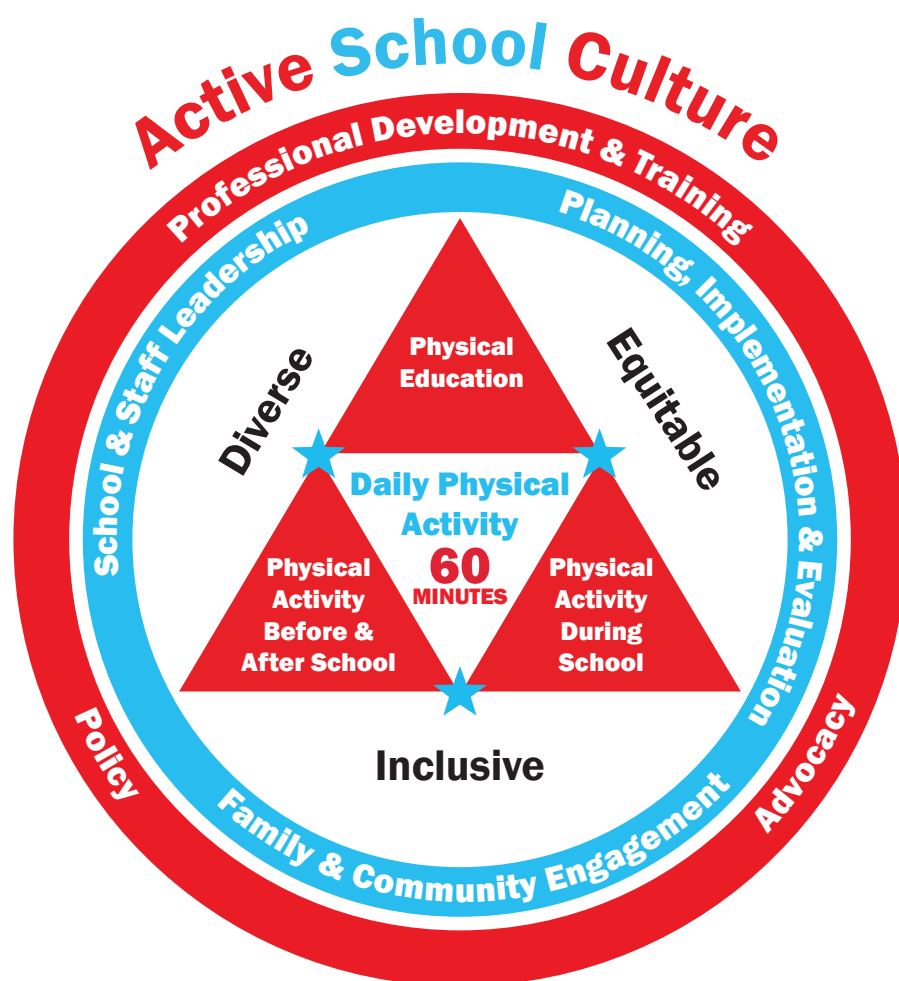 Active School Culture
Professional Development & Training
School & Staff Leadership
Planning, Implementation & Evaluation
Diverse
Equitable
Physical
Education
Daily Physical
Activity
60
MINUTES
Physical
Activity
Before &
After School
Physical
Activity
During
School
Inclusive
Family & Community Engagement
Policy
Advocacy